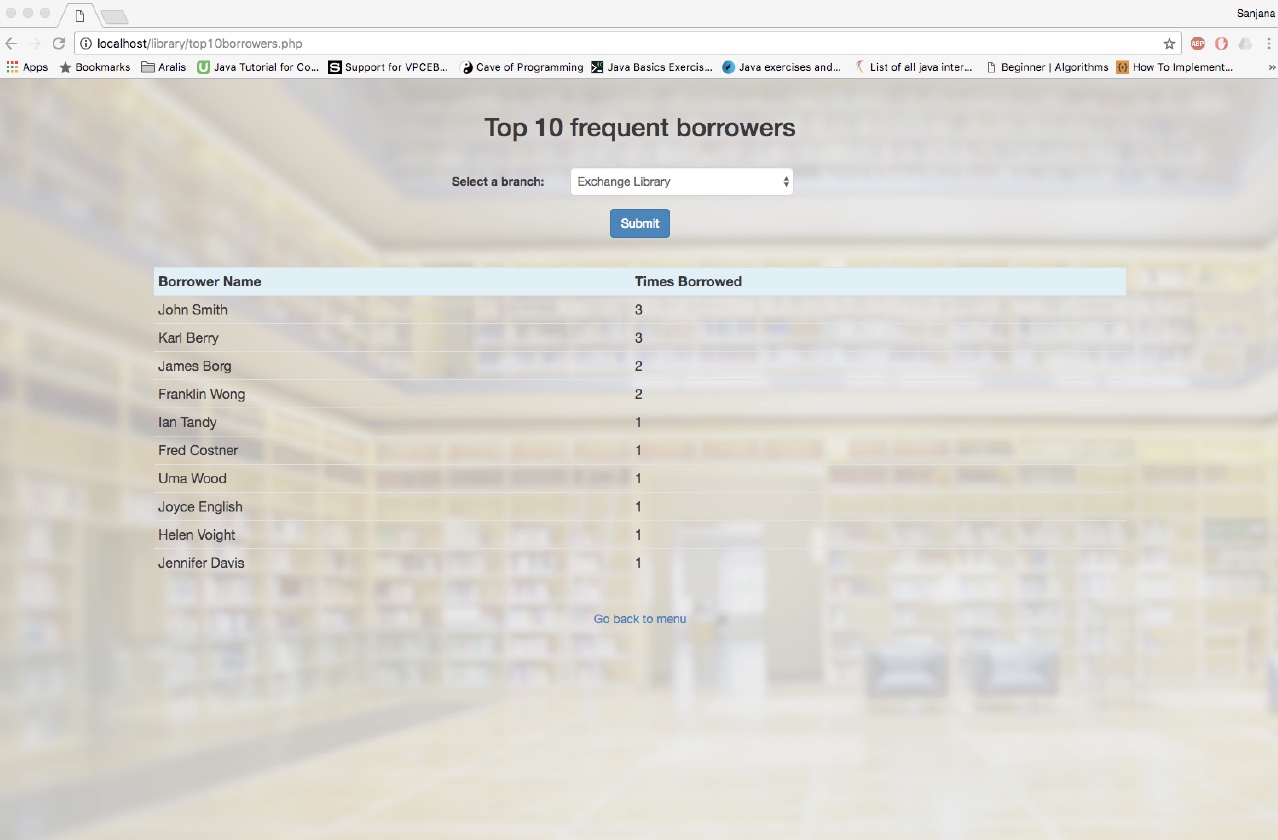 Sanjana
localhost/library/top10borrowers.php
ABP
Apps Bookmarks Aralis Java Tutorial for Co... Support for VPCEB... Cave of Programming Java Basics Exercis... Java exercises and... List of all java inter... Beginner | Algorithms How To Implement... »
Top 10 frequent borrowers
Select a branch: Exchange Library
Submit
Borrower Name Times Borrowed
John Smith 3
Karl Berry 3
James Borg 2
Franklin Wong 2
Ian Tandy 1
Fred Costner 1
Uma Wood 1
Joyce English 1
Helen Voight 1
Jennifer Davis 1
Go back to menu